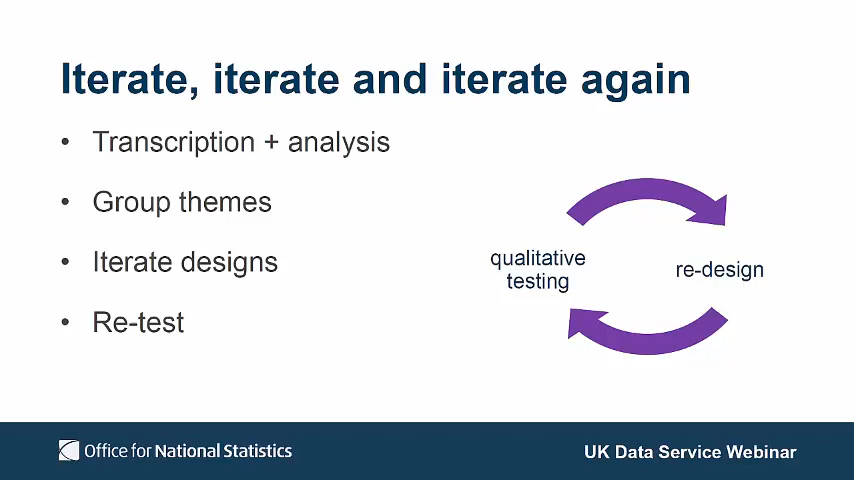 Iterate, iterate and iterate again
• Transcription + analysis
• Group themes
• Iterate designs
• Re-test
qualitative
testing
re-design
Office for National Statistics
UK Data Service Webinar